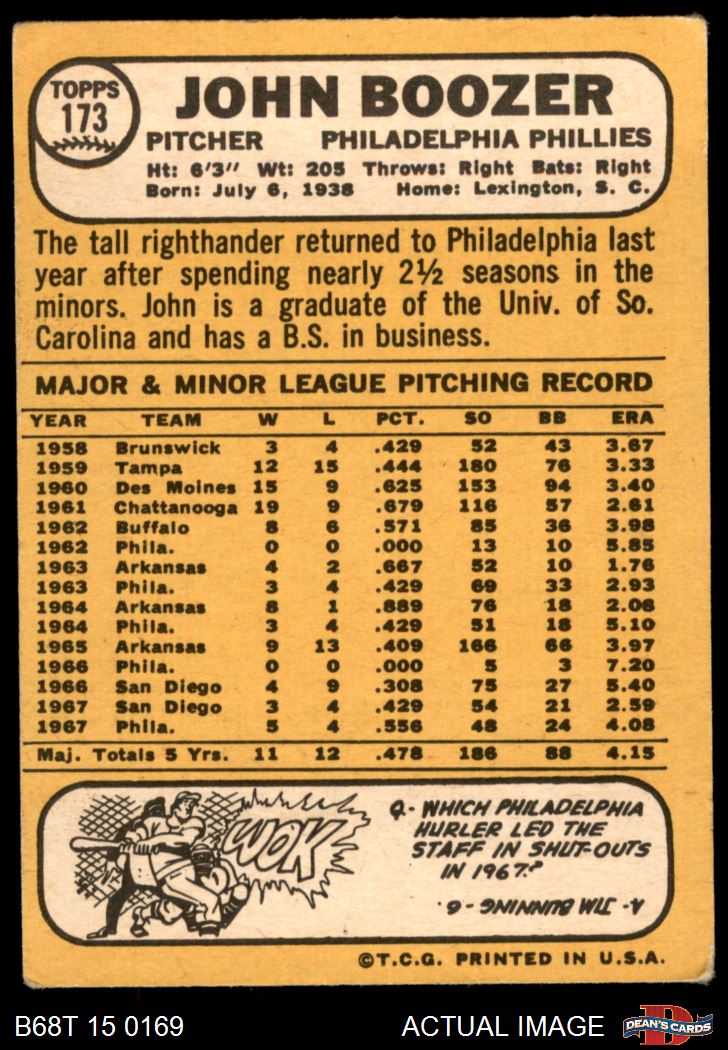 TOPPS
173
JOHN BOOZER
PITCHER PHILADELPHIA PHILLIES
Ht: 6'3" Wt: 205 Throws: Right Bats: Right
Born: July 6, 1938 Home: Lexington, S. C.
The tall righthander returned to Philadelphia last
year after spending nearly 2½ seasons in the
minors. John is a graduate of the Univ. of So.
Carolina and has a B.S. in business.
MAJOR & MINOR LEAGUE PITCHING RECORD
YEAR TEAM W L PCT. SO BB ERA
1958 Brunswick 3 4 .429 52 43 3.67
1959 Tampa 12 15 .444 180 76 3.33
1960 Des Moines 15 9 .625 153 94 3.40
1961 Chattanooga 19 9 .679 116 57 2.61
1962 Buffalo 8 6 .571 85 36 3.98
1962 Phila. 0 0 .000 13 10 5.85
1963 Arkansas 4 2 .667 52 10 1.76
1963 Phila. 3 4 .429 69 33 2.93
1964 Arkansas 8 1 .889 76 18 2.06
1964 Phila. 3 4 .429 51 18 5.10
1965 Arkansas 9 13 .409 166 66 3.97
1966 Phila. 0 0 .000 5 3 7.20
1966 San Diego 4 9 .308 75 27 5.40
1967 San Diego 3 4 .429 54 21 2.59
1967 Phila. 5 4 .556 48 24 4.08
Maj. Totals 5 Yrs. 11 12 .478 186 88 4.15
WOK
Q- WHICH PHILADELPHIA
HURLER LED THE
STAFF IN SHUT-OUTS
IN 1967?
A- JIM BUNNING - 6.
©T.C.G. PRINTED IN U.S.A.
B68T 15 0169 ACTUAL IMAGE
D
DEAN'S CARDS